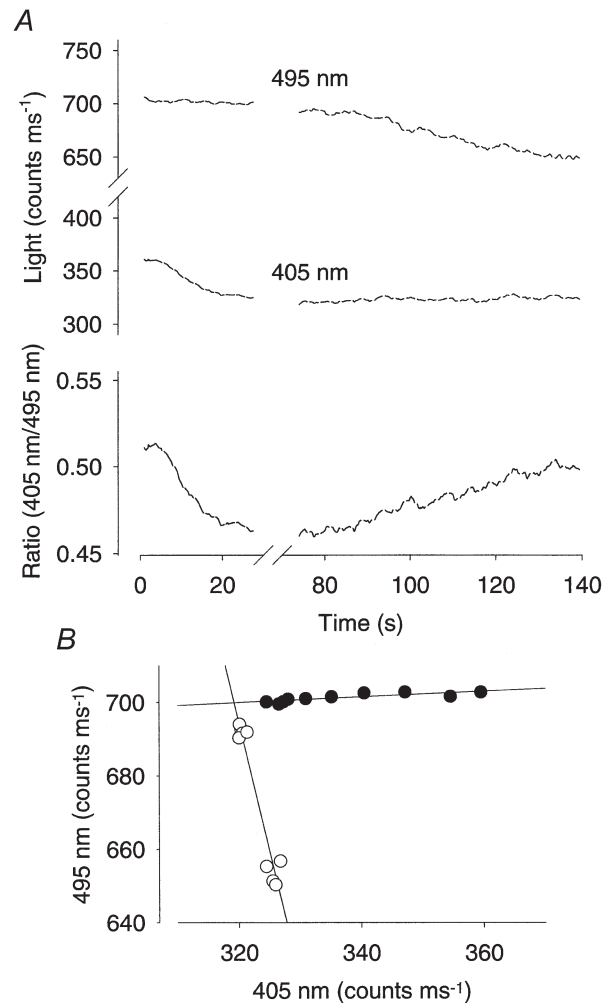 A
750
700
650
400
350
300
Light (counts ms-1)
495 nm
405 nm
0.55
0.50
0.45
Ratio (405 nm/495 nm)
0 20 80 100 120 140
Time (s)
B
700
680
660
640
495 nm (counts ms-1)
320 340 360
405 nm (counts ms-1)